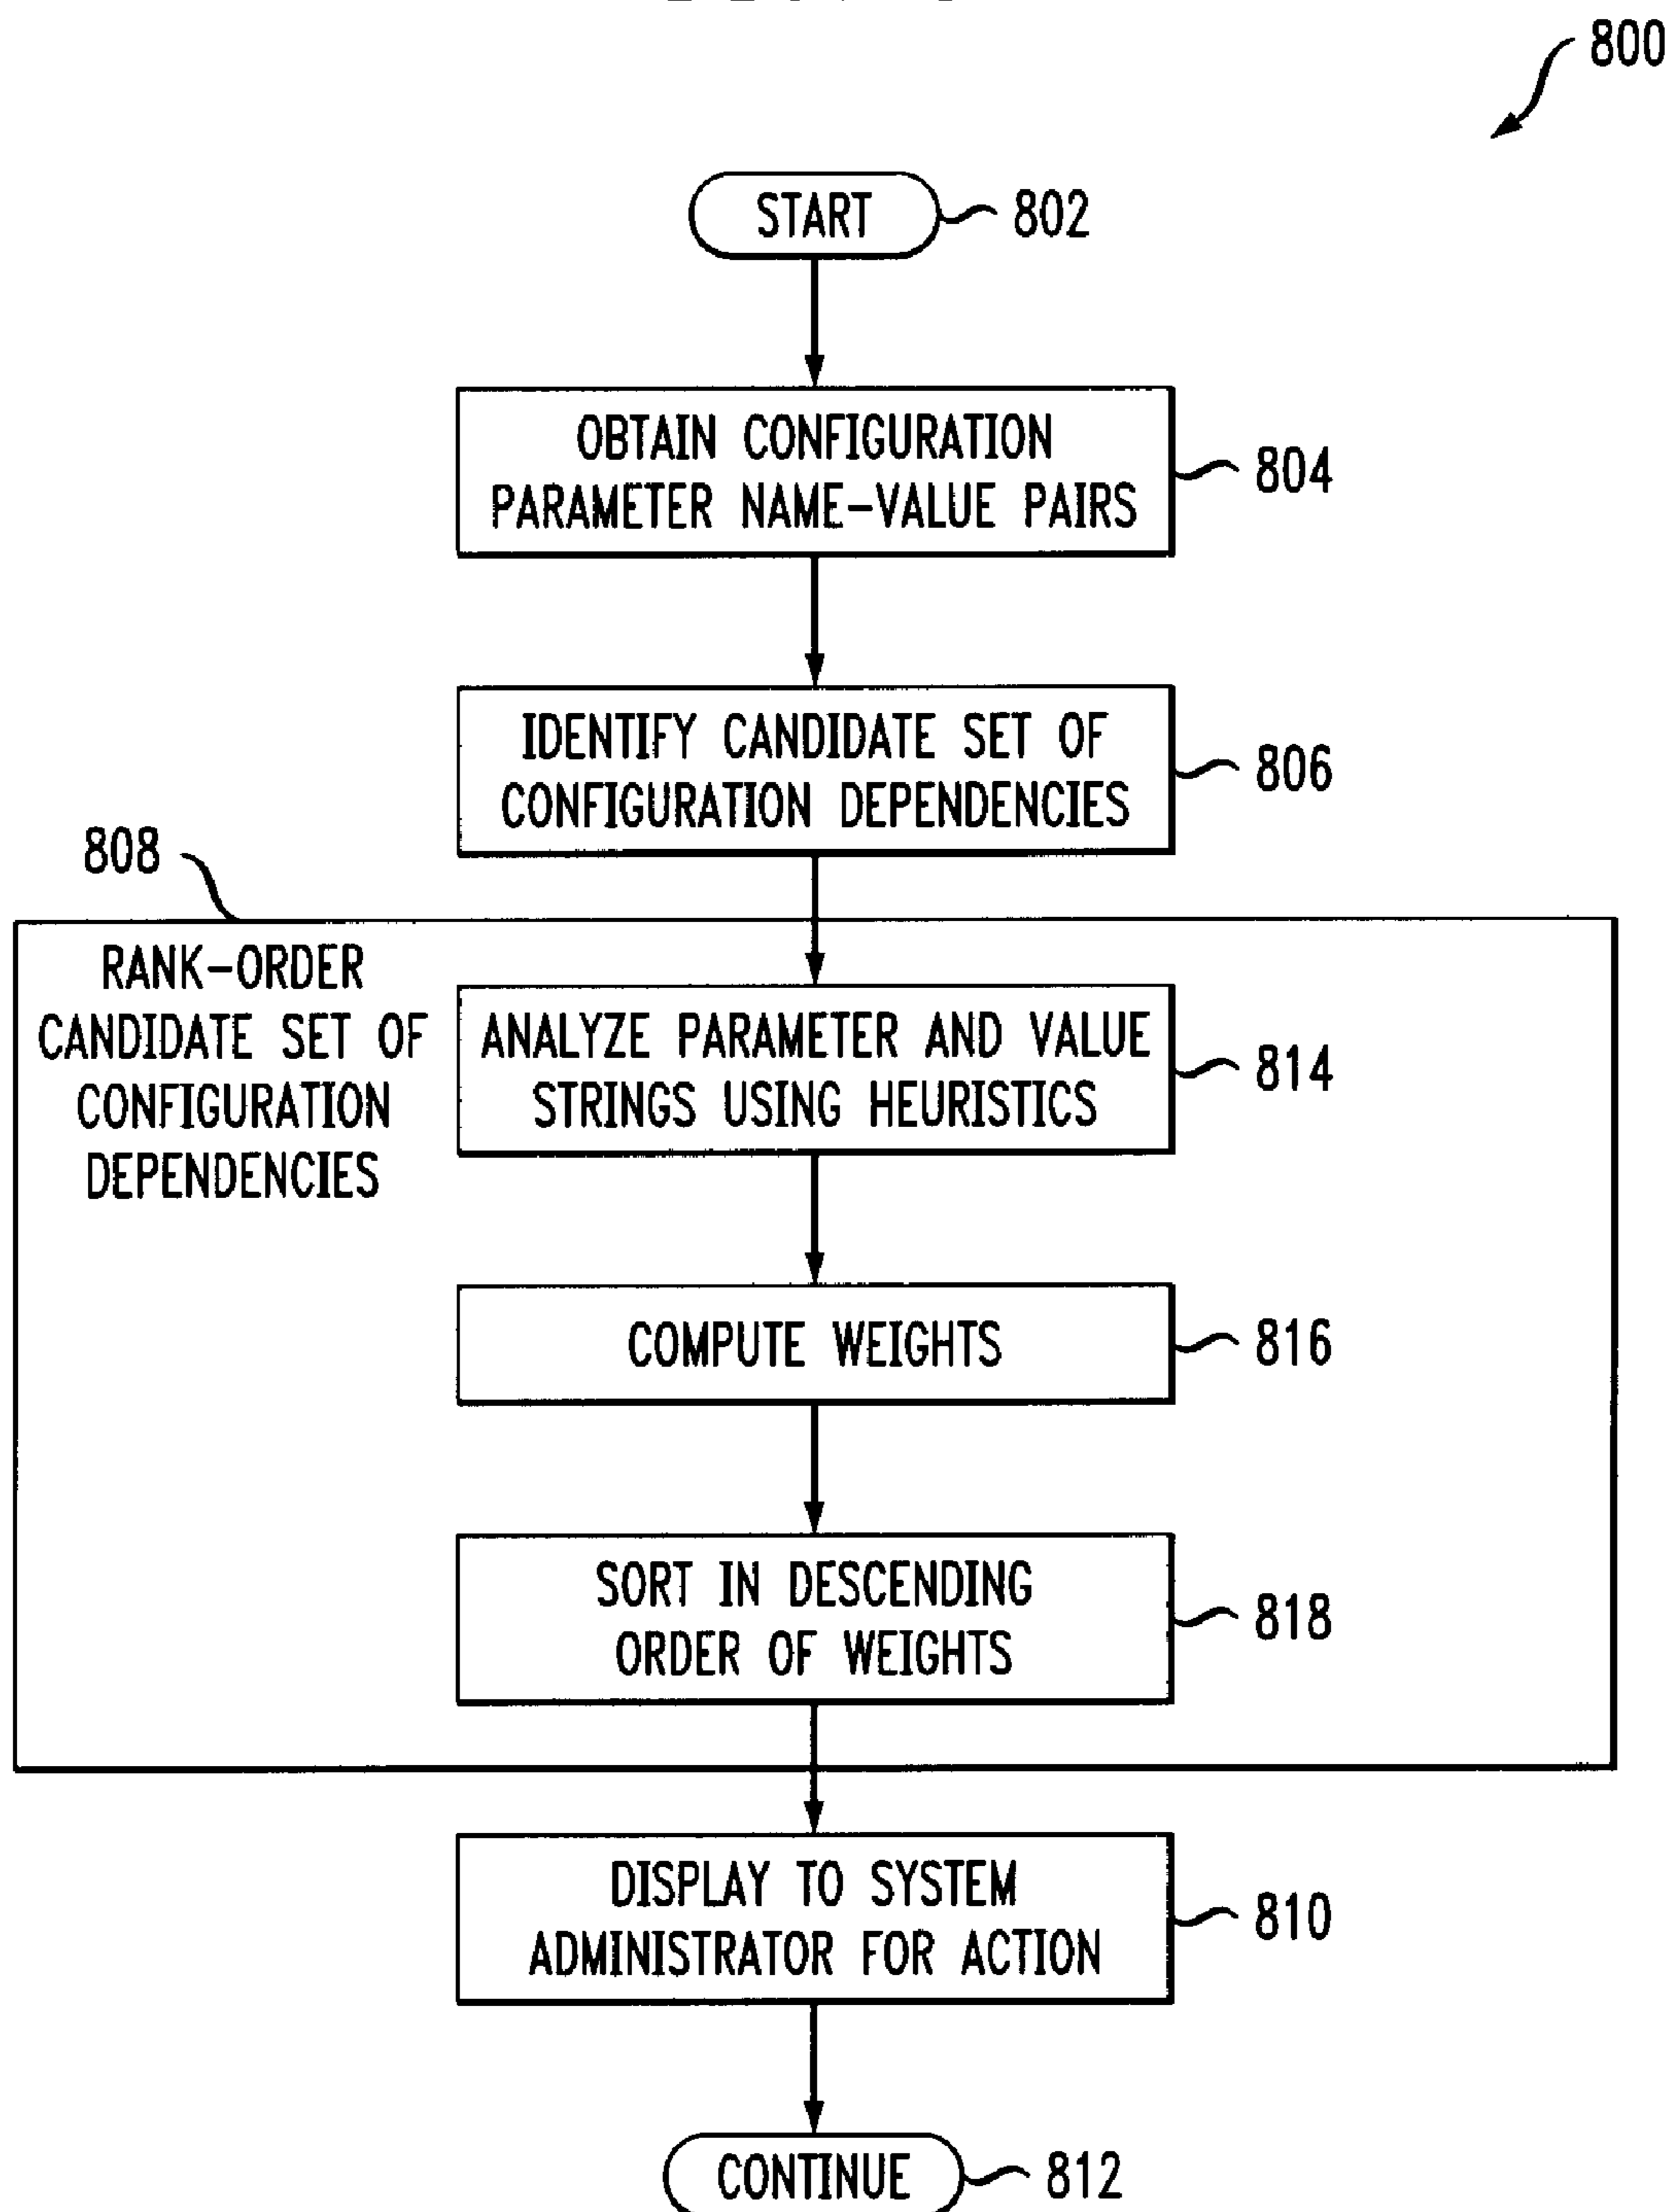 800
START
802
OBTAIN CONFIGURATION
PARAMETER NAME-VALUE PAIRS
804
IDENTIFY CANDIDATE SET OF
CONFIGURATION DEPENDENCIES
806
808
RANK-ORDER
CANDIDATE SET OF
CONFIGURATION
DEPENDENCIES
ANALYZE PARAMETER AND VALUE
STRINGS USING HEURISTICS
814
COMPUTE WEIGHTS
816
SORT IN DESCENDING
ORDER OF WEIGHTS
818
DISPLAY TO SYSTEM
ADMINISTRATOR FOR ACTION
810
CONTINUE
812